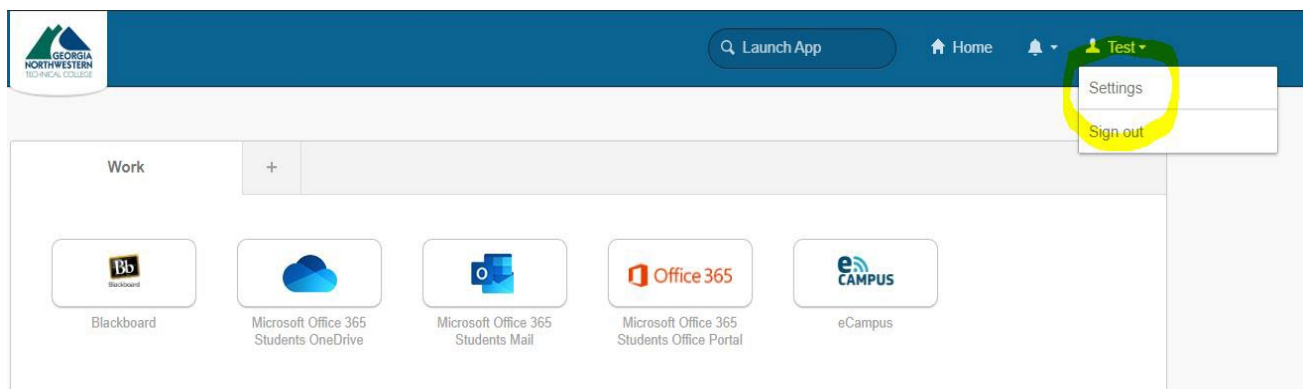 GEORGIA
NORTHWESTERN
TECHNICAL COLLEGE
Launch App
Home
Test
Settings
Sign out
Work
+
Bb
Blackboard
O
Office 365
e
CAMPUS
Blackboard
Microsoft Office 365
Students OneDrive
Microsoft Office 365
Students Mail
Microsoft Office 365
Students Office Portal
eCampus